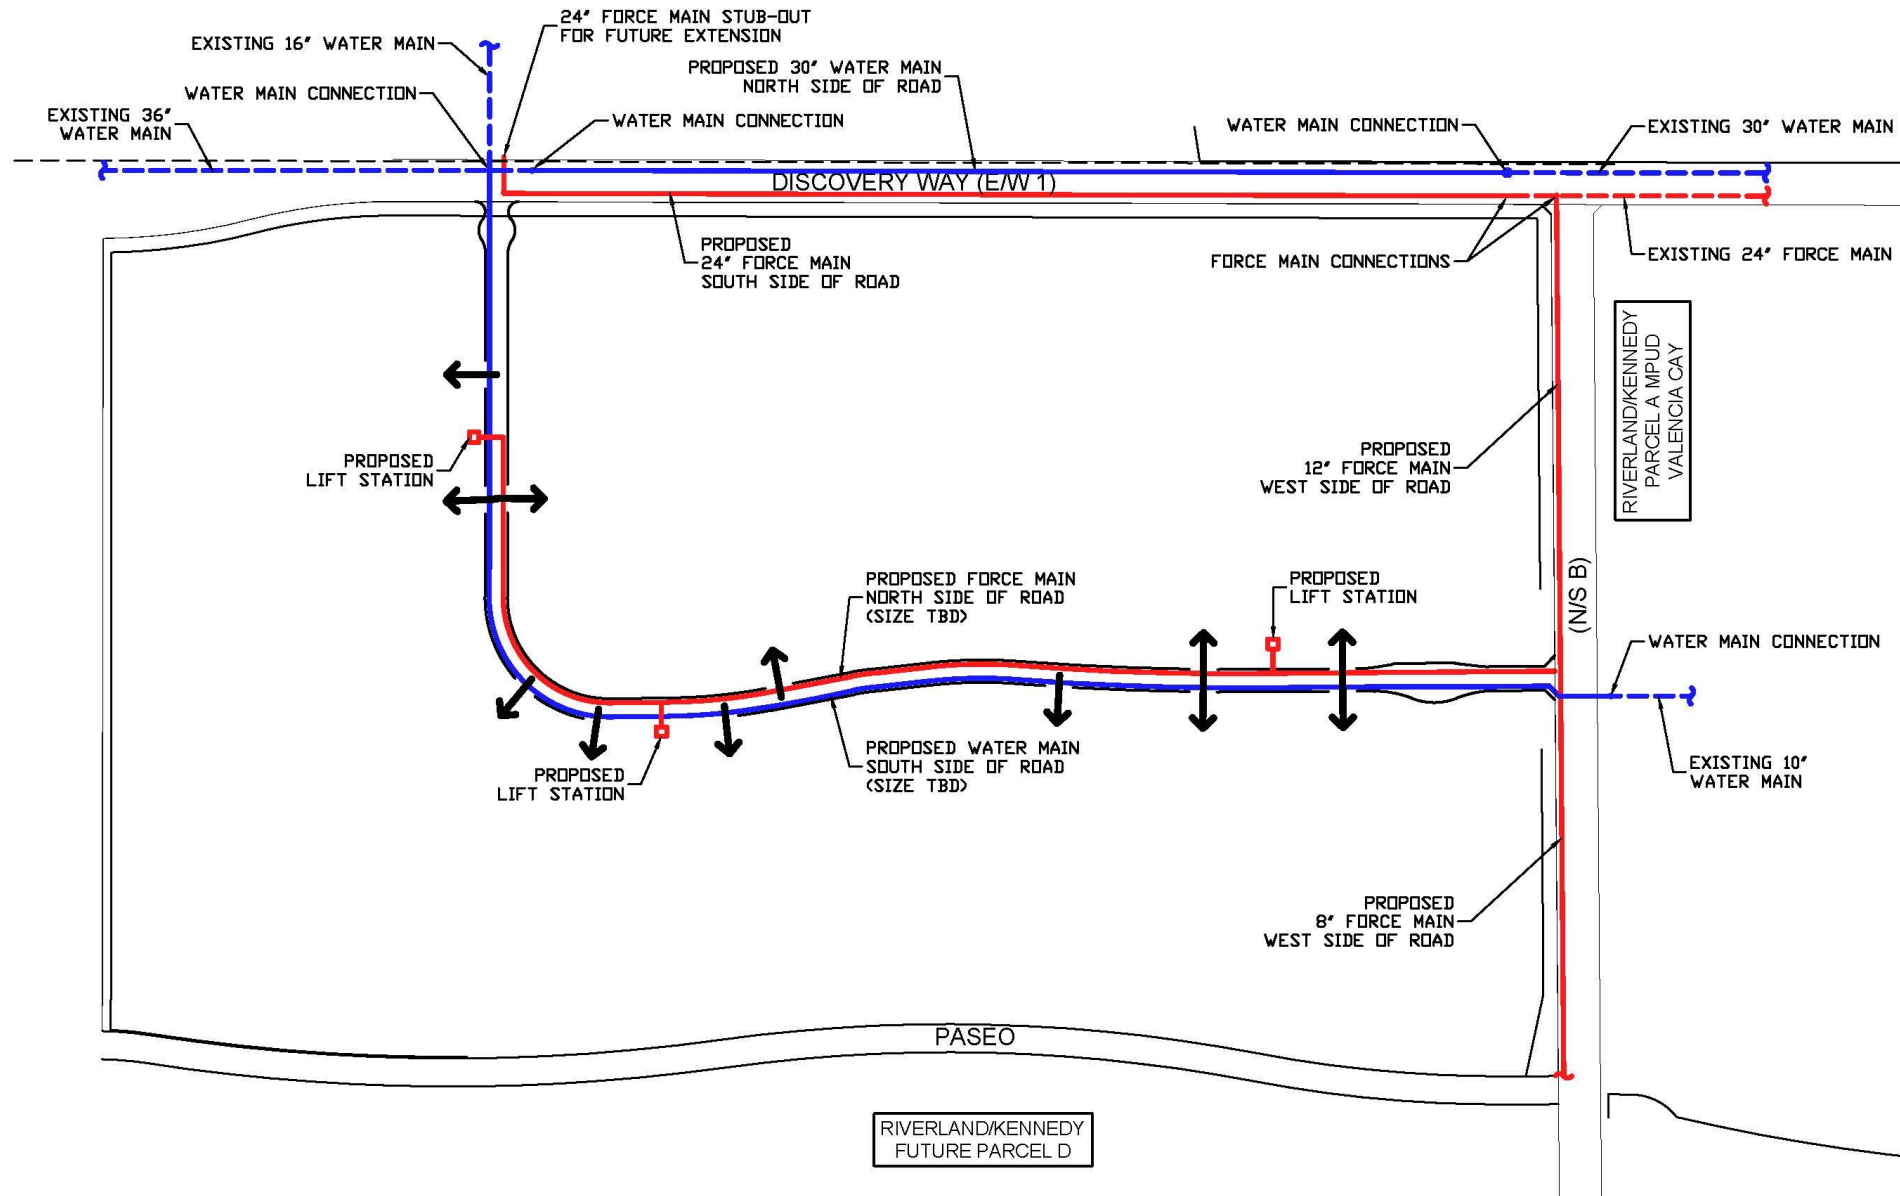 24" FORCE MAIN STUB-OUT
FOR FUTURE EXTENSION
EXISTING 16" WATER MAIN
PROPOSED 30" WATER MAIN
NORTH SIDE OF ROAD
WATER MAIN CONNECTION
EXISTING 36"
WATER MAIN
WATER MAIN CONNECTION
WATER MAIN CONNECTION
EXISTING 30" WATER MAIN
DISCOVERY WAY (E/W 1)
PROPOSED
24" FORCE MAIN
SOUTH SIDE OF ROAD
FORCE MAIN CONNECTIONS
EXISTING 24" FORCE MAIN
RIVERLAND/KENNEDY
PARCEL A MPUD
VALENCIA CAY
PROPOSED
LIFT STATION
PROPOSED
12" FORCE MAIN
WEST SIDE OF ROAD
PROPOSED FORCE MAIN
NORTH SIDE OF ROAD
(SIZE TBD)
PROPOSED
LIFT STATION
(N/S B)
WATER MAIN CONNECTION
PROPOSED WATER MAIN
SOUTH SIDE OF ROAD
(SIZE TBD)
PROPOSED
LIFT STATION
EXISTING 10"
WATER MAIN
PROPOSED
8" FORCE MAIN
WEST SIDE OF ROAD
PASEO
RIVERLAND/KENNEDY
FUTURE PARCEL D